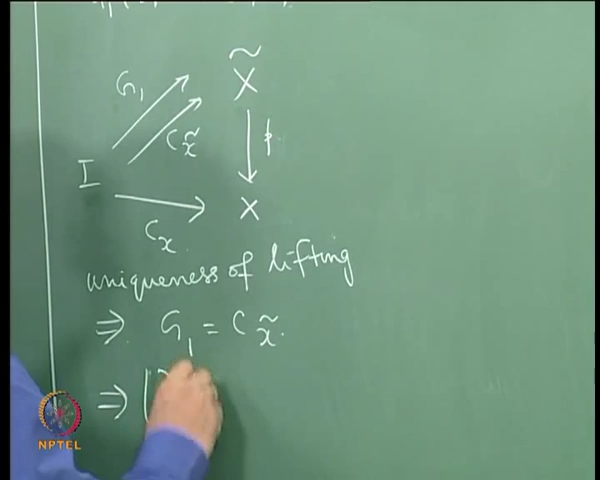 X̃
G₁
C_x̃
p
I
X
C_x
uniqueness of lifting
⇒ G₁ = C_x̃.
⇒ [
NPTEL